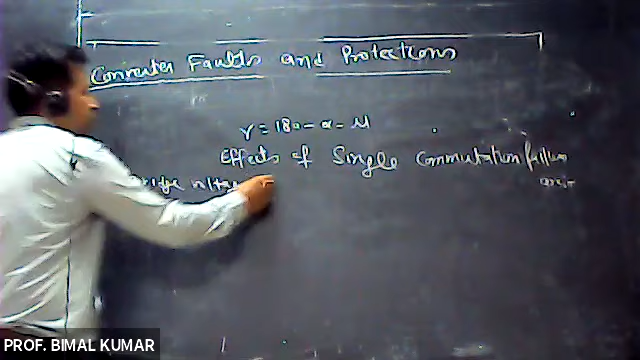 Converter Faults and Protections
γ = 180 - α - μ
Effects of Single Commutation failure
PROF. BIMAL KUMAR